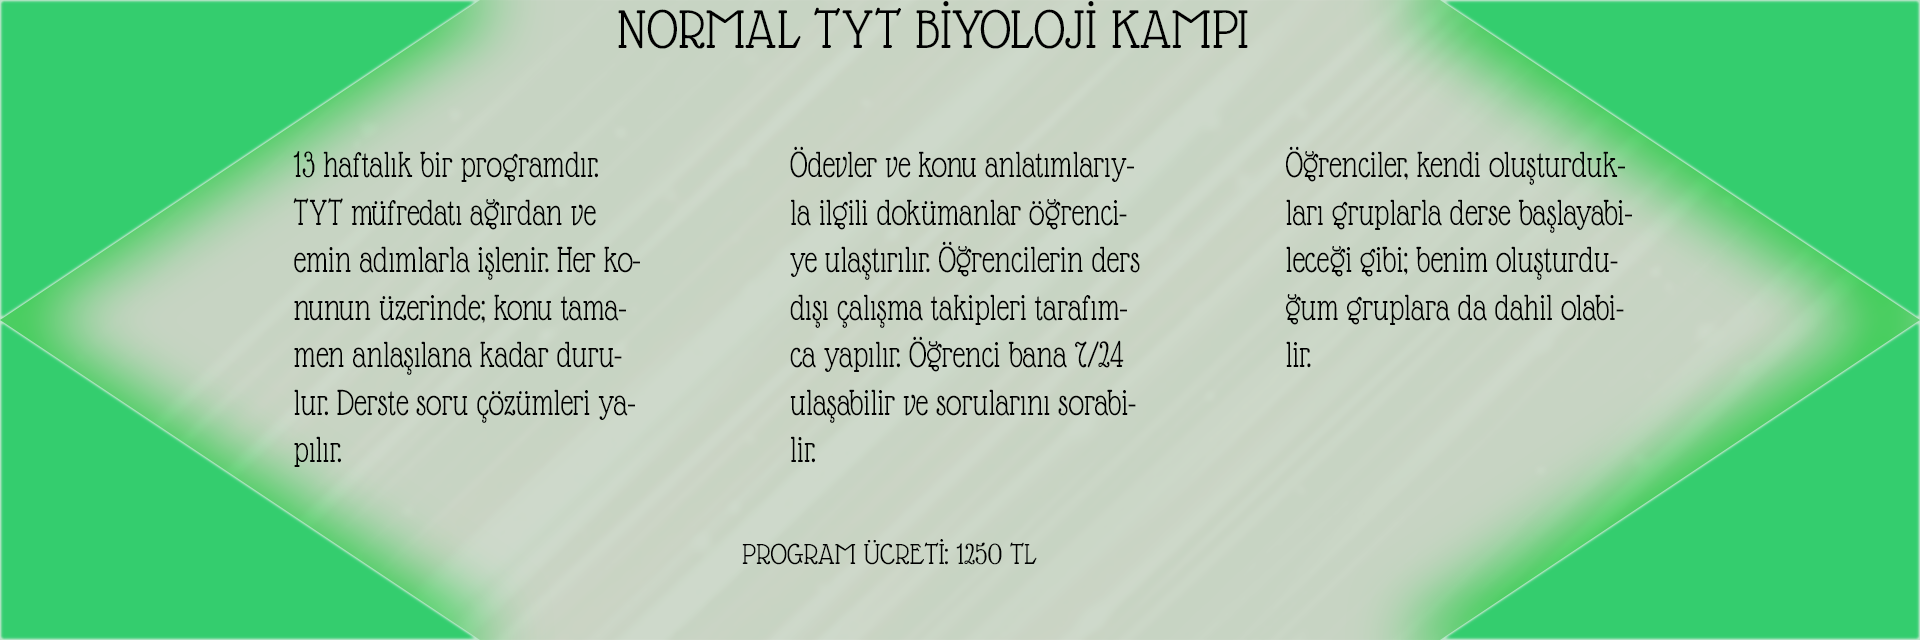 NORMAL TYT BİYOLOJİ KAMPI
13 haftalık bir programdır.
TYT müfredatı ağırdan ve
emin adımlarla işlenir. Her ko-
nunun üzerinde; konu tama-
men anlaşılana kadar duru-
lur. Derste soru çözümleri ya-
pılır.
Ödevler ve konu anlatımlarıy-
la ilgili dokümanlar öğrenci-
ye ulaştırılır. Öğrencilerin ders
dışı çalışma takipleri tarafım-
ca yapılır. Öğrenci bana 7/24
ulaşabilir ve sorularını sorabi-
lir.
Öğrenciler, kendi oluşturduk-
ları gruplarla derse başlayabi-
leceği gibi; benim oluşturdu-
ğum gruplara da dahil olabi-
lir.
PROGRAM ÜCRETİ: 1250 TL